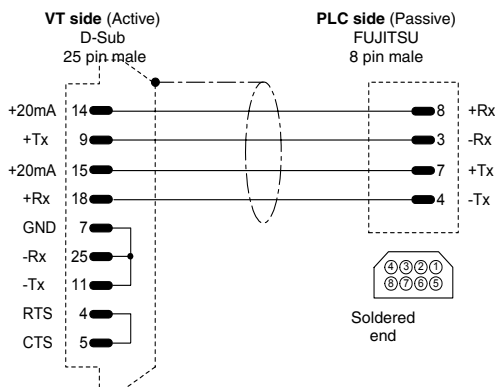 VT side (Active)
D-Sub
25 pin male
PLC side (Passive)
FUJITSU
8 pin male
+20mA 14 8 +Rx
+Tx 9 3 -Rx
+20mA 15 7 +Tx
+Rx 18 4 -Tx
GND 7
-Rx 25
-Tx 11
RTS 4
CTS 5
4 3 2 1
8 7 6 5
Soldered
end